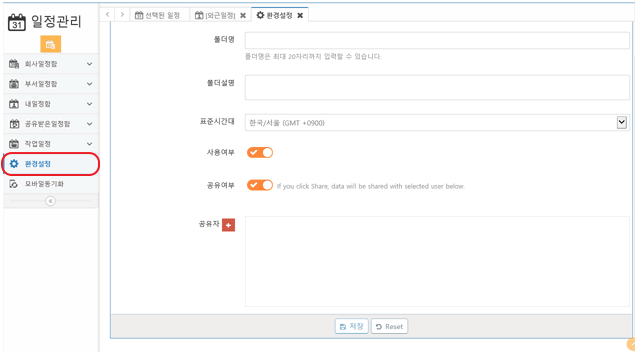 31 일정관리
회사일정함
부서일정함
내일정함
공유받은일정함
작업일정
환경설정
모바일동기화
선택된 일정
[외근일정]
환경설정
폴더명
폴더명은 최대 20자리까지 입력할 수 있습니다.
폴더설명
표준시간대
한국/서울 (GMT +0900)
사용여부
공유여부
If you click Share, data will be shared with selected user below.
공유자
저장
Reset